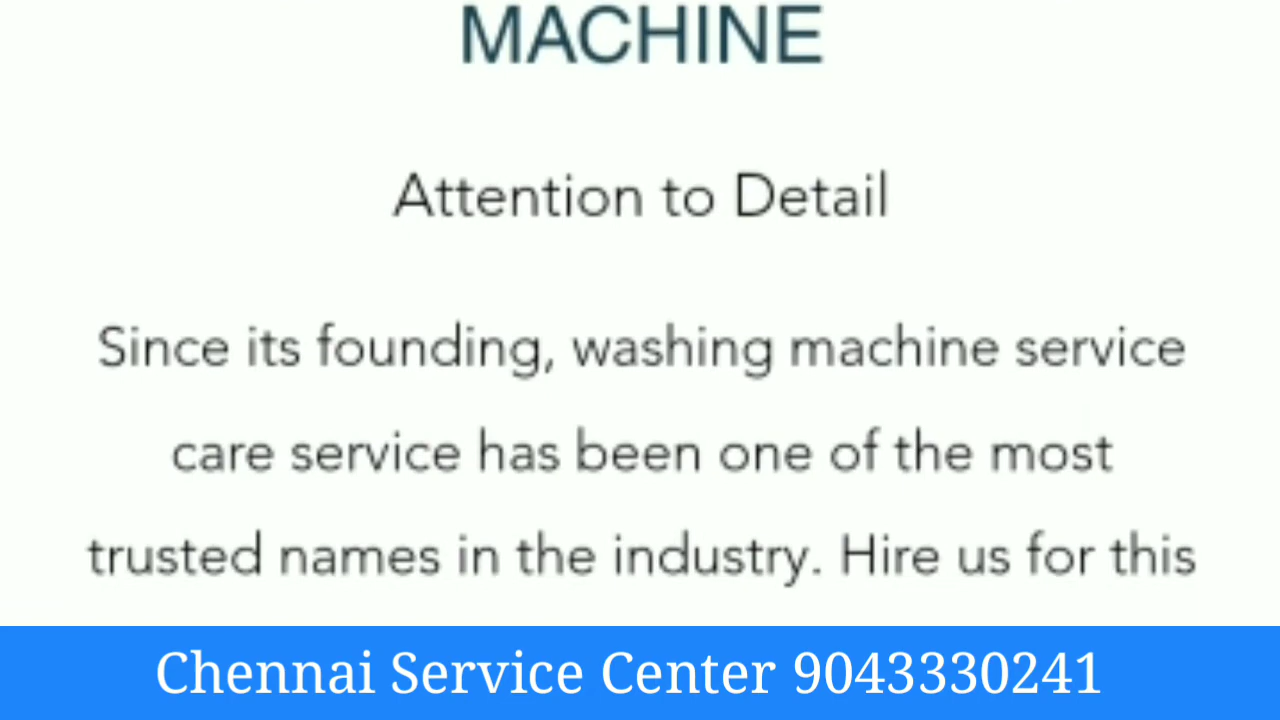 MACHINE
Attention to Detail
Since its founding, washing machine service
care service has been one of the most
trusted names in the industry. Hire us for this
Chennai Service Center 9043330241